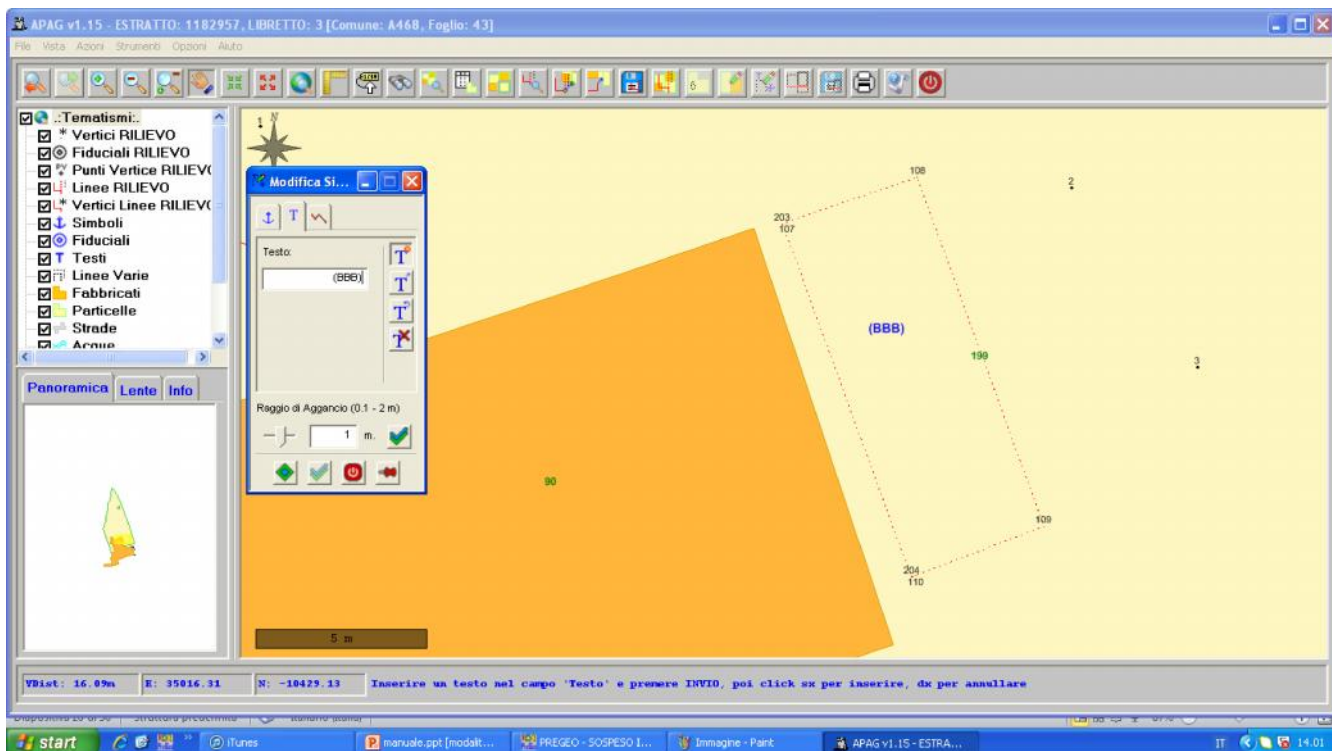 APAG v1.15 - ESTRATTO: 1182957, LIBRETTO: 3 [Comune: A468, Foglio: 43]
File Vista Azioni Strumenti Opzioni Aiuto
.:Tematismi:.
Vertici RILIEVO
Fiduciali RILIEVO
Punti Vertice RILIEV(
Linee RILIEVO
Vertici Linee RILIEV(
Simboli
Fiduciali
Testi
Linee Varie
Fabbricati
Particelle
Strade
Acque
Panoramica Lente Info
1 N
Modifica Si...
T
Testo:
(BBB)
Raggio di Aggancio (0.1 - 2 m)
1 m.
108
2
203
107
(BBB)
199
3
90
109
204
110
5 m
VDist: 16.09m E: 35016.31 N: -10429.13 Inserire un testo nel campo 'Testo' e premere INVIO, poi click sx per inserire, dx per annullare
start iTunes manuale.ppt [modalit... PREGEO - SOSPESO I... Immagine - Paint APAG v1.15 - ESTRA... IT 14.01